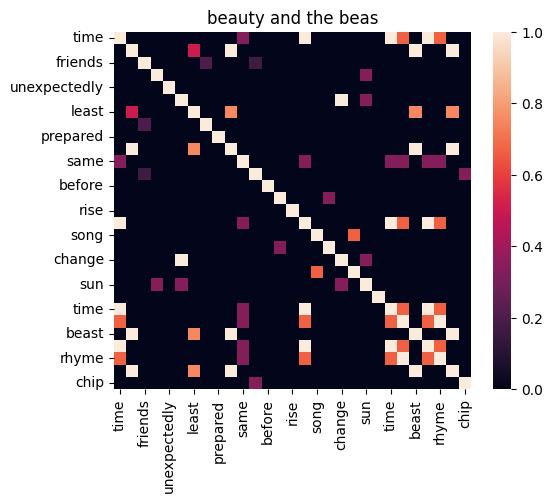 beauty and the beas
time
friends
unexpectedly
least
prepared
same
before
rise
song
change
sun
time
beast
rhyme
chip
time
friends
unexpectedly
least
prepared
same
before
rise
song
change
sun
time
beast
rhyme
chip
1.0
0.8
0.6
0.4
0.2
0.0